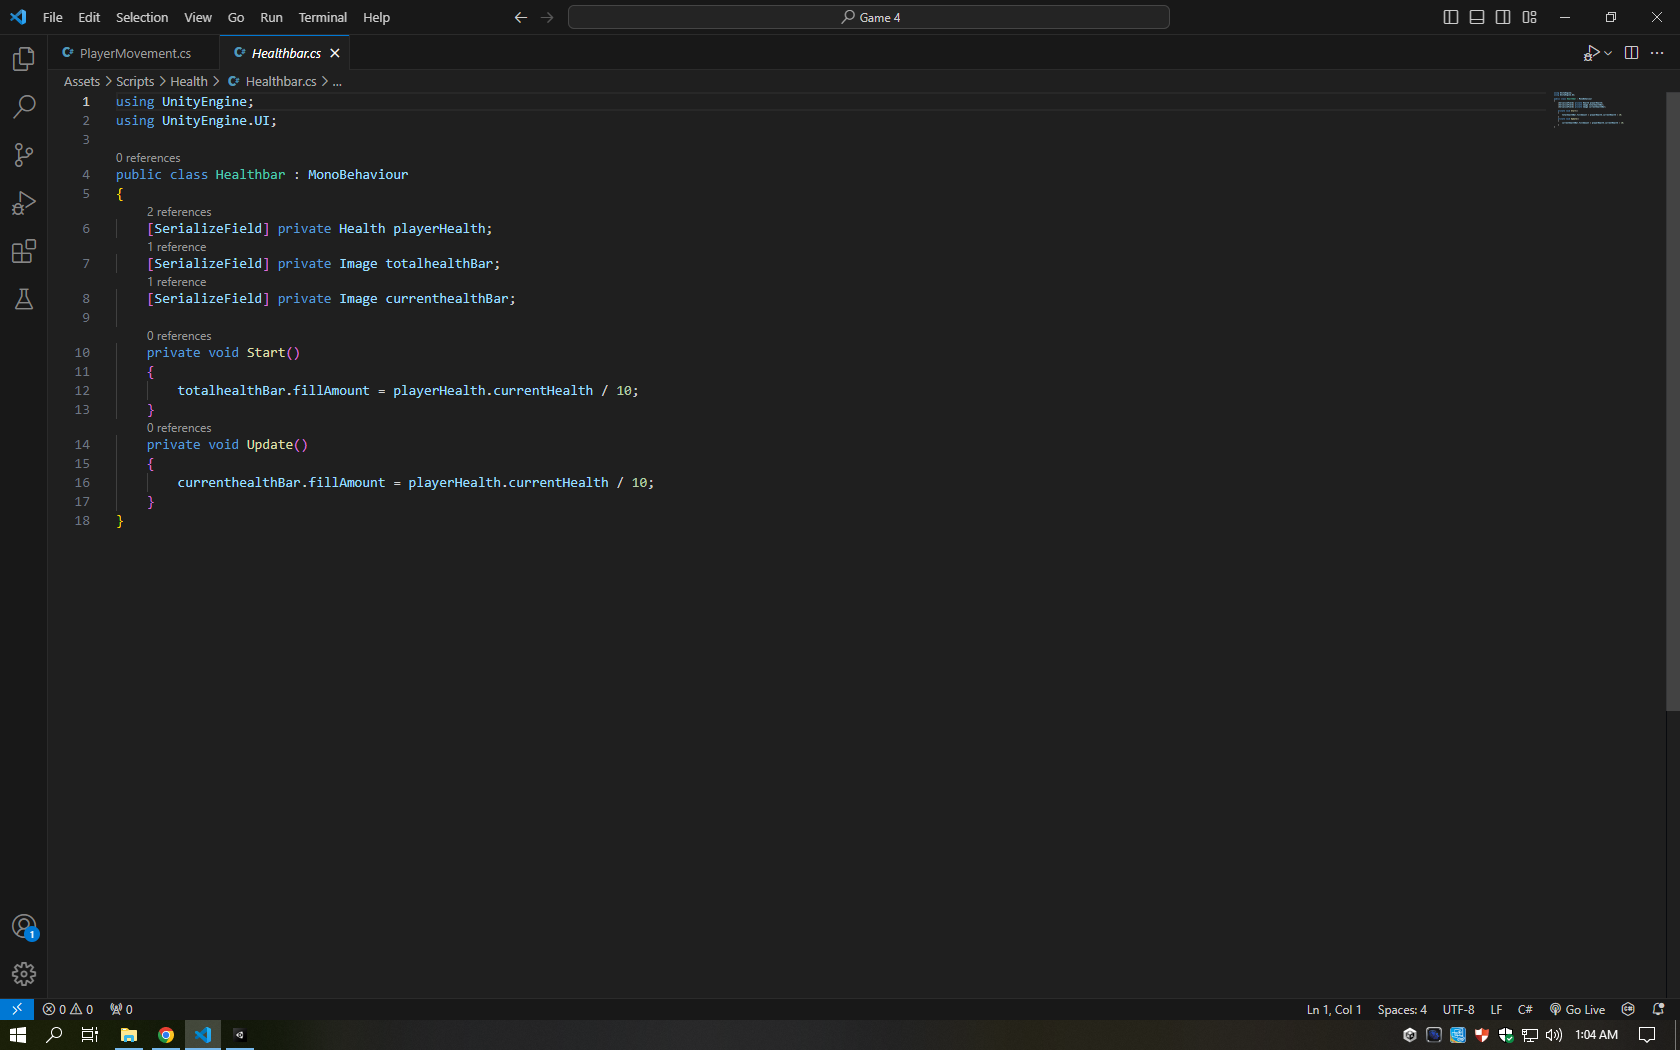 File Edit Selection View Go Run Terminal Help
Game 4
PlayerMovement.cs
Healthbar.cs
Assets > Scripts > Health > Healthbar.cs > ...
1 using UnityEngine;
2 using UnityEngine.UI;
3
0 references
4 public class Healthbar : MonoBehaviour
5 {
2 references
6 [SerializeField] private Health playerHealth;
1 reference
7 [SerializeField] private Image totalhealthBar;
1 reference
8 [SerializeField] private Image currenthealthBar;
9
0 references
10 private void Start()
11 {
12 totalhealthBar.fillAmount = playerHealth.currentHealth / 10;
13 }
0 references
14 private void Update()
15 {
16 currenthealthBar.fillAmount = playerHealth.currentHealth / 10;
17 }
18 }
1
0 0 0
Ln 1, Col 1 Spaces: 4 UTF-8 LF C# Go Live
1:04 AM